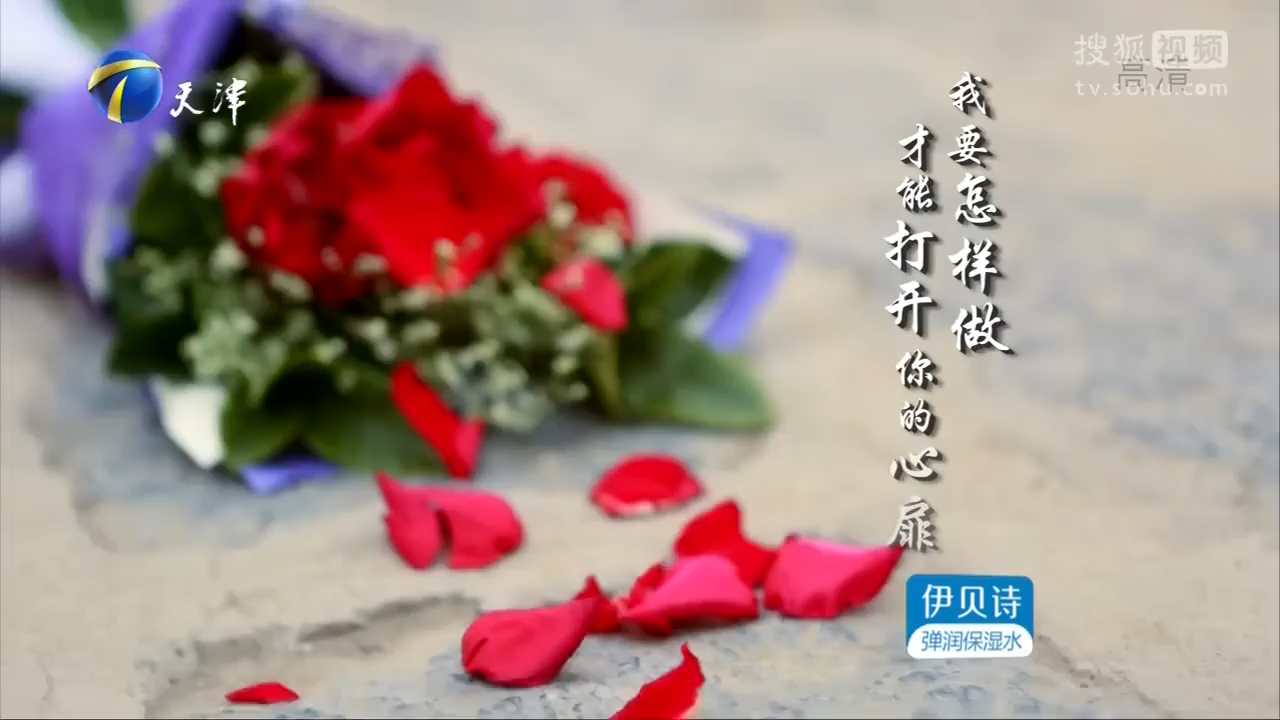 天津
搜狐视频
高清
tv.sohu.com
我要怎样做
才能打开你的心扉
伊贝诗
弹润保湿水